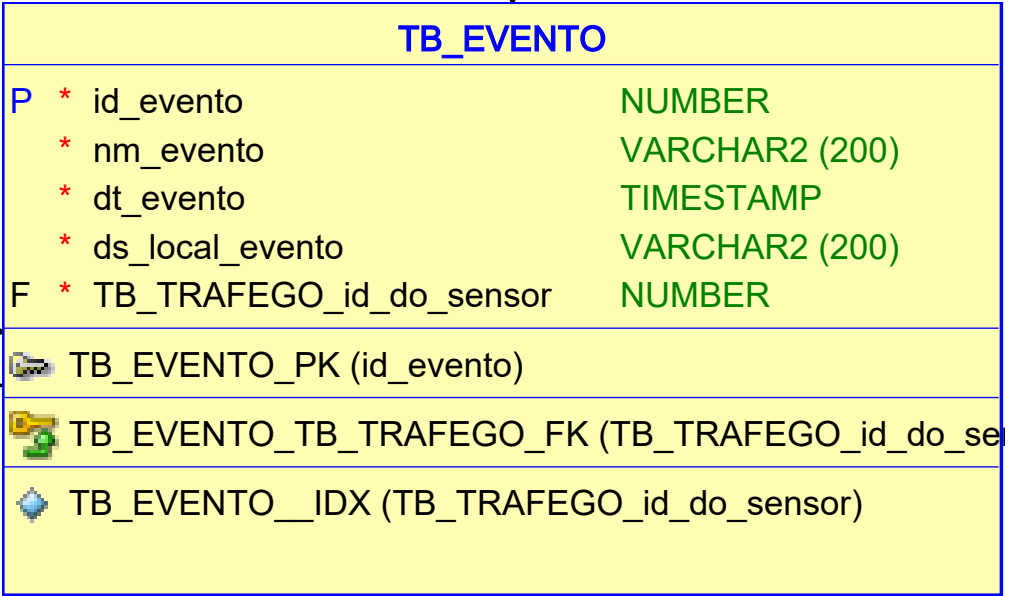 TB_EVENTO
P * id_evento NUMBER
* nm_evento VARCHAR2 (200)
* dt_evento TIMESTAMP
* ds_local_evento VARCHAR2 (200)
F * TB_TRAFEGO_id_do_sensor NUMBER
TB_EVENTO_PK (id_evento)
TB_EVENTO_TB_TRAFEGO_FK (TB_TRAFEGO_id_do_se
TB_EVENTO__IDX (TB_TRAFEGO_id_do_sensor)